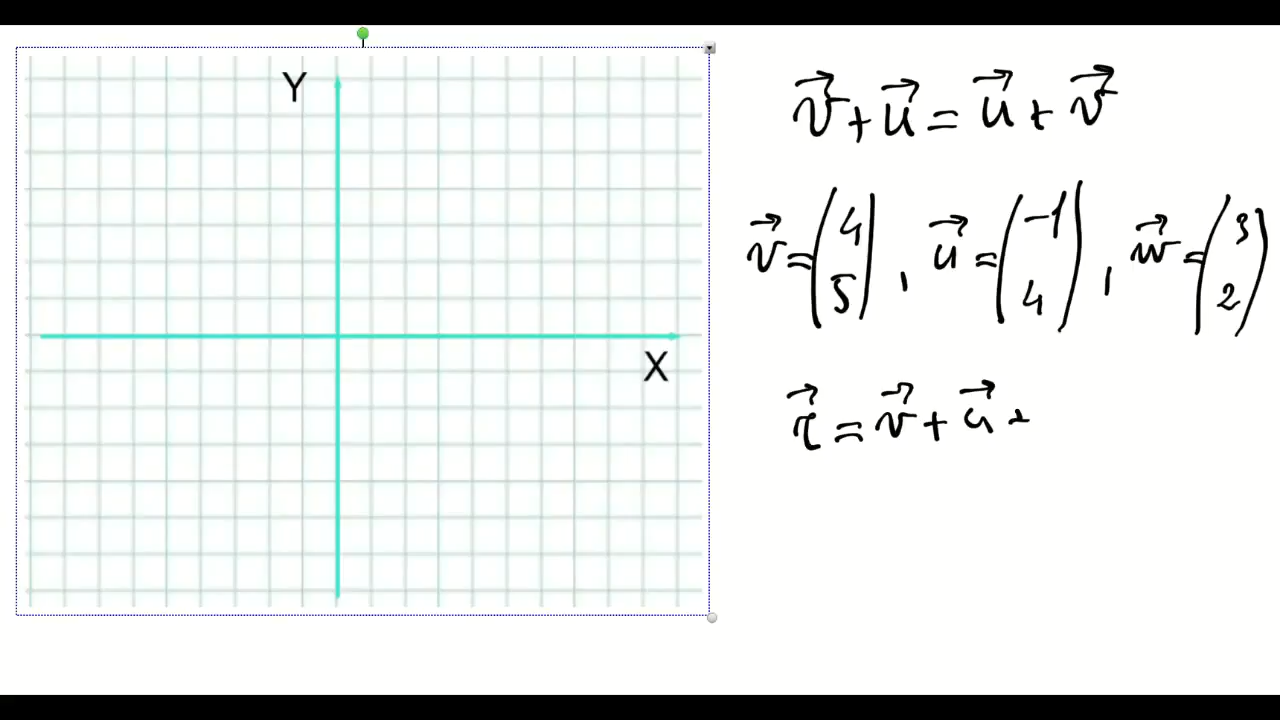 Y
X
v⃗ + u⃗ = u⃗ + v⃗
v⃗ = (4 5), u⃗ = (-1 4), w⃗ = (3 2)
r⃗ = v⃗ + u⃗ +